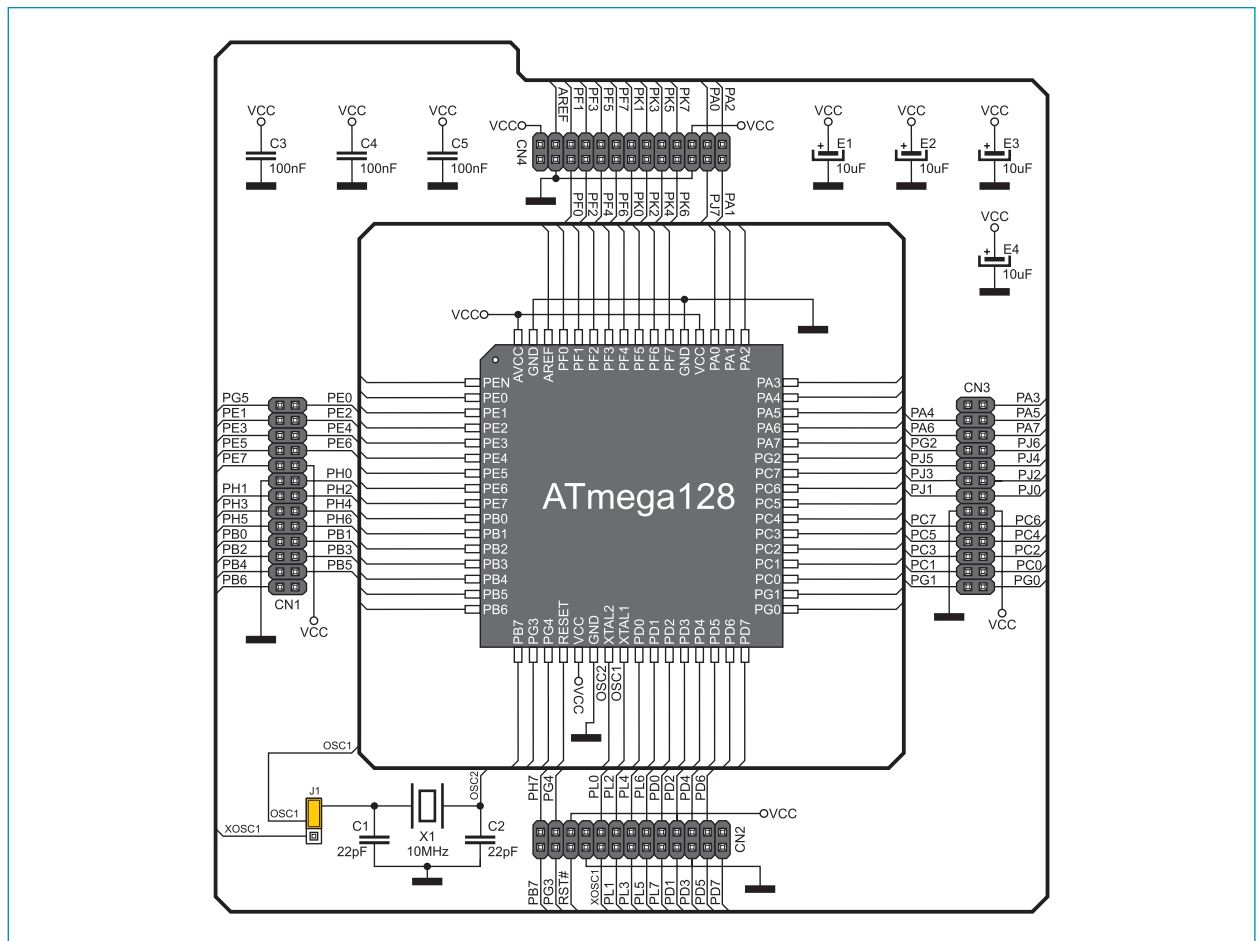 AREF
PF1
PF3
PF5
PF7
PK1
PK3
PK5
PK7
PA0
PA2
VCC
VCC
VCC
VCC
VCC
VCC
VCC
VCC
C3
100nF
C4
100nF
C5
100nF
CN4
E1
10uF
E2
10uF
E3
10uF
PF0
PF2
PF4
PF6
PK0
PK2
PK4
PK6
PJ7
PA1
VCC
E4
10uF
VCC
AVCC
GND
AREF
PF0
PF1
PF2
PF3
PF4
PF5
PF6
PF7
GND
VCC
PA0
PA1
PA2
PEN
PE0
PE1
PE2
PE3
PE4
PE5
PE6
PE7
PB0
PB1
PB2
PB3
PB4
PB5
PB6
ATmega128
PA3
PA4
PA5
PA6
PA7
PG2
PC7
PC6
PC5
PC4
PC3
PC2
PC1
PC0
PG1
PG0
PB7
PG3
PG4
RESET
VCC
GND
XTAL2
XTAL1
PD0
PD1
PD2
PD3
PD4
PD5
PD6
PD7
VCC
OSC2
OSC1
PG5 PE0
PE1 PE2
PE3 PE4
PE5 PE6
PE7
PH0
PH1 PH2
PH3 PH4
PH5 PH6
PB0 PB1
PB2 PB3
PB4 PB5
PB6
CN1
VCC
CN3
PA3
PA4 PA5
PA6 PA7
PG2 PJ6
PJ5 PJ4
PJ3 PJ2
PJ1 PJ0
PC7 PC6
PC5 PC4
PC3 PC2
PC1 PC0
PG1 PG0
VCC
OSC1
J1
OSC1
XOSC1
C1
22pF
X1
10MHz
C2
22pF
OSC2
PH7
PG4
PL0
PL2
PL4
PL6
PD0
PD2
PD4
PD6
VCC
CN2
PB7
PG3
RST#
XOSC1
PL1
PL3
PL5
PL7
PD1
PD3
PD5
PD7